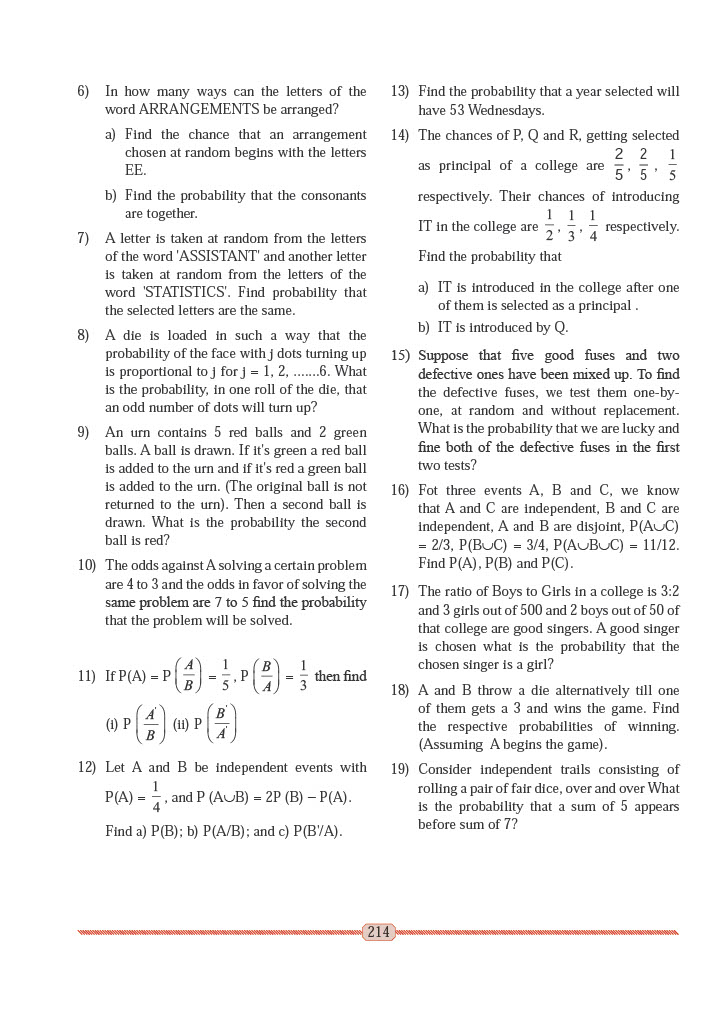 6) In how many ways can the letters of the
word ARRANGEMENTS be arranged?
a) Find the chance that an arrangement
chosen at random begins with the letters
EE.
b) Find the probability that the consonants
are together.
7) A letter is taken at random from the letters
of the word 'ASSISTANT' and another letter
is taken at random from the letters of the
word 'STATISTICS'. Find probability that
the selected letters are the same.
8) A die is loaded in such a way that the
probability of the face with j dots turning up
is proportional to j for j = 1, 2, .......6. What
is the probability, in one roll of the die, that
an odd number of dots will turn up?
9) An urn contains 5 red balls and 2 green
balls. A ball is drawn. If it's green a red ball
is added to the urn and if it's red a green ball
is added to the urn. (The original ball is not
returned to the urn). Then a second ball is
drawn. What is the probability the second
ball is red?
10) The odds against A solving a certain problem
are 4 to 3 and the odds in favor of solving the
same problem are 7 to 5 find the probability
that the problem will be solved.
11) If P(A) = P(A/B) = 1/5, P(B/A) = 1/3 then find
(i) P(A'/B) (ii) P(B'/A')
12) Let A and B be independent events with
P(A) = 1/4, and P (A∪B) = 2P (B) − P(A).
Find a) P(B); b) P(A/B); and c) P(B'/A).
13) Find the probability that a year selected will
have 53 Wednesdays.
14) The chances of P, Q and R, getting selected
as principal of a college are 2/5, 2/5, 1/5
respectively. Their chances of introducing
IT in the college are 1/2, 1/3, 1/4 respectively.
Find the probability that
a) IT is introduced in the college after one
of them is selected as a principal .
b) IT is introduced by Q.
15) Suppose that five good fuses and two
defective ones have been mixed up. To find
the defective fuses, we test them one-by-
one, at random and without replacement.
What is the probability that we are lucky and
fine both of the defective fuses in the first
two tests?
16) Fot three events A, B and C, we know
that A and C are independent, B and C are
independent, A and B are disjoint, P(A∪C)
= 2/3, P(B∪C) = 3/4, P(A∪B∪C) = 11/12.
Find P(A), P(B) and P(C).
17) The ratio of Boys to Girls in a college is 3:2
and 3 girls out of 500 and 2 boys out of 50 of
that college are good singers. A good singer
is chosen what is the probability that the
chosen singer is a girl?
18) A and B throw a die alternatively till one
of them gets a 3 and wins the game. Find
the respective probabilities of winning.
(Assuming A begins the game).
19) Consider independent trails consisting of
rolling a pair of fair dice, over and over What
is the probability that a sum of 5 appears
before sum of 7?
214